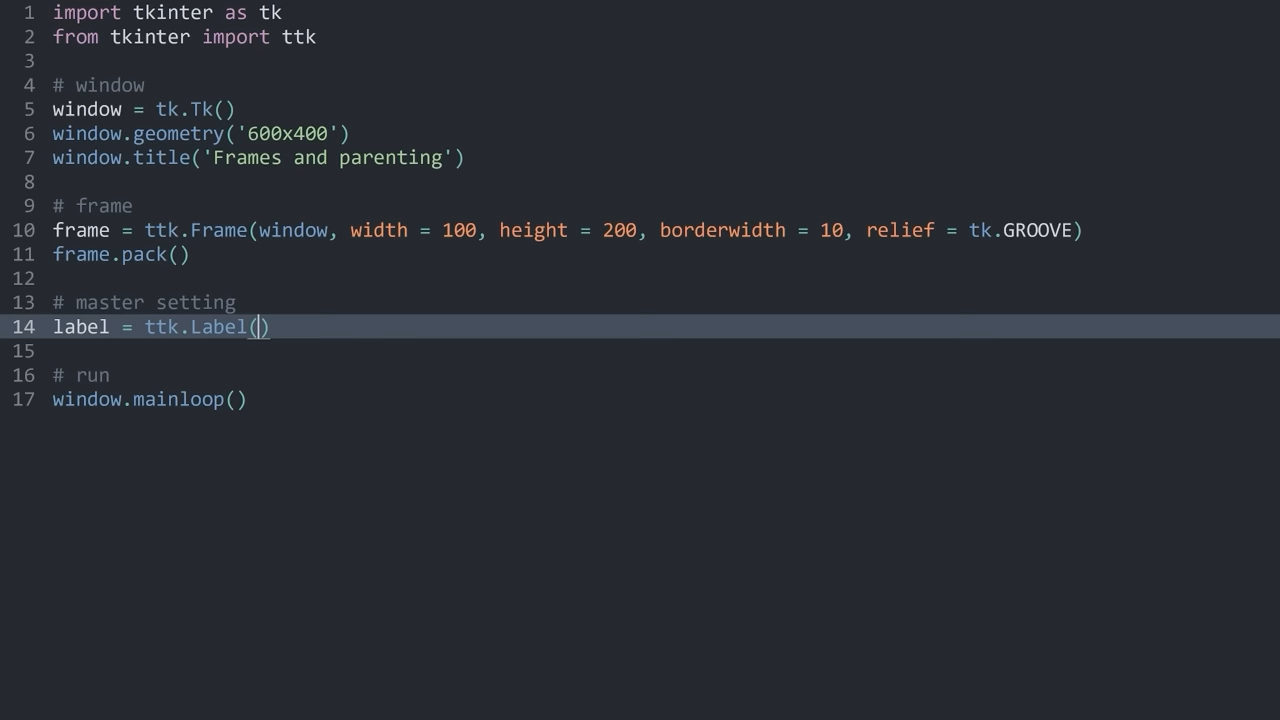 1 import tkinter as tk
2 from tkinter import ttk
3
4 # window
5 window = tk.Tk()
6 window.geometry('600x400')
7 window.title('Frames and parenting')
8
9 # frame
10 frame = ttk.Frame(window, width = 100, height = 200, borderwidth = 10, relief = tk.GROOVE)
11 frame.pack()
12
13 # master setting
14 label = ttk.Label()
15
16 # run
17 window.mainloop()